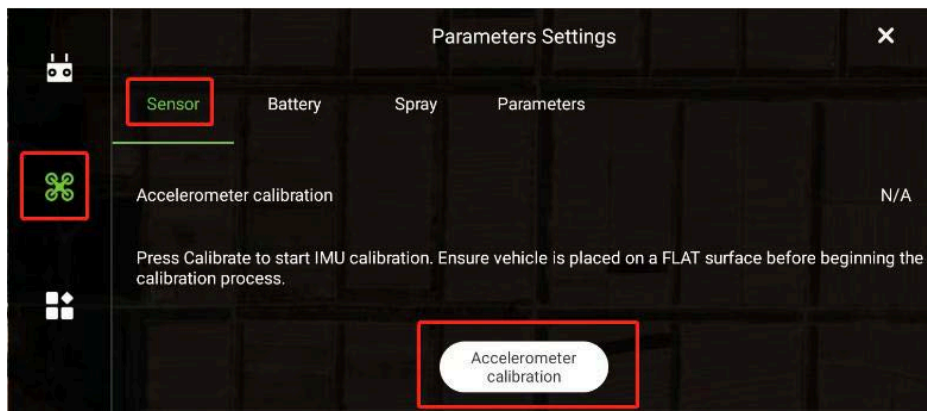 Parameters Settings
Sensor Battery Spray Parameters
Accelerometer calibration N/A
Press Calibrate to start IMU calibration. Ensure vehicle is placed on a FLAT surface before beginning the
calibration process.
Accelerometer
calibration